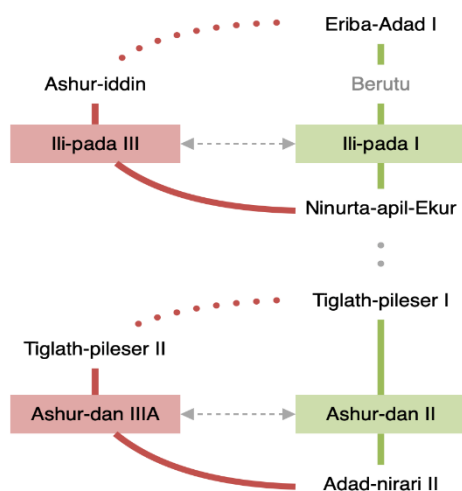 Eriba-Adad I
Ashur-iddin
Berutu
Ili-pada III
Ili-pada I
Ninurta-apil-Ekur
Tiglath-pileser I
Tiglath-pileser II
Ashur-dan IIIA
Ashur-dan II
Adad-nirari II